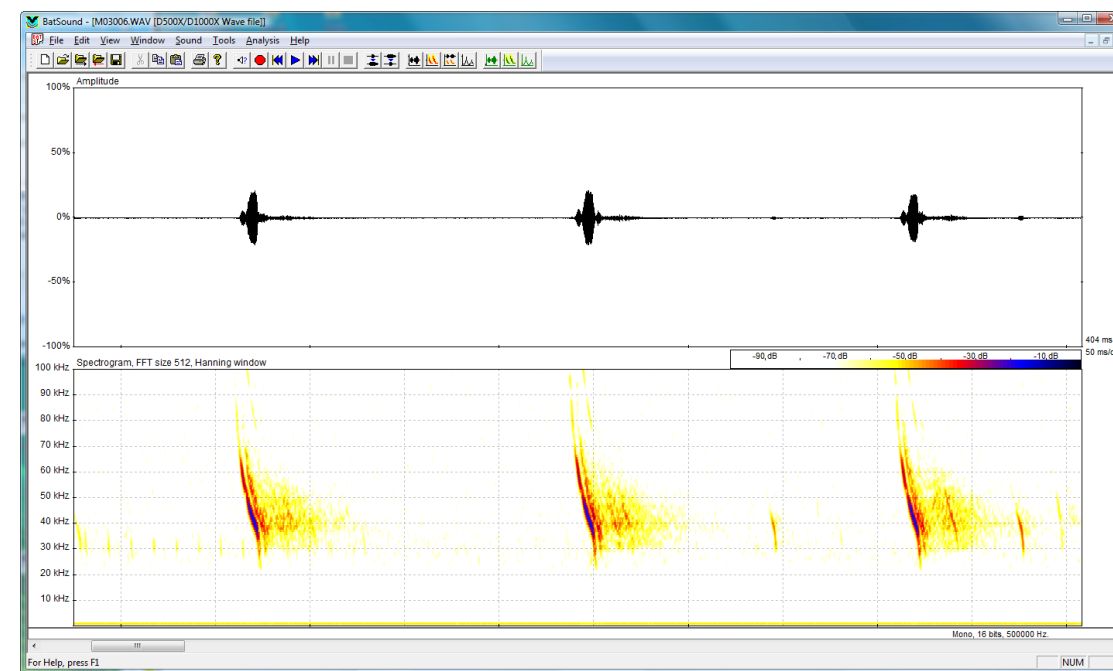 BatSound - [M03006.WAV [D500X/D1000X Wave file]]
File Edit View Window Sound Tools Analysis Help
Amplitude
100%
50%
0%
-50%
-100%
404 ms
Spectrogram, FFT size 512, Hanning window
-90,dB , -70,dB , -50,dB , -30,dB , -10,dB
50 ms/d
100 kHz
90 kHz
80 kHz
70 kHz
60 kHz
50 kHz
40 kHz
30 kHz
20 kHz
10 kHz
Mono, 16 bits, 500000 Hz.
For Help, press F1
NUM